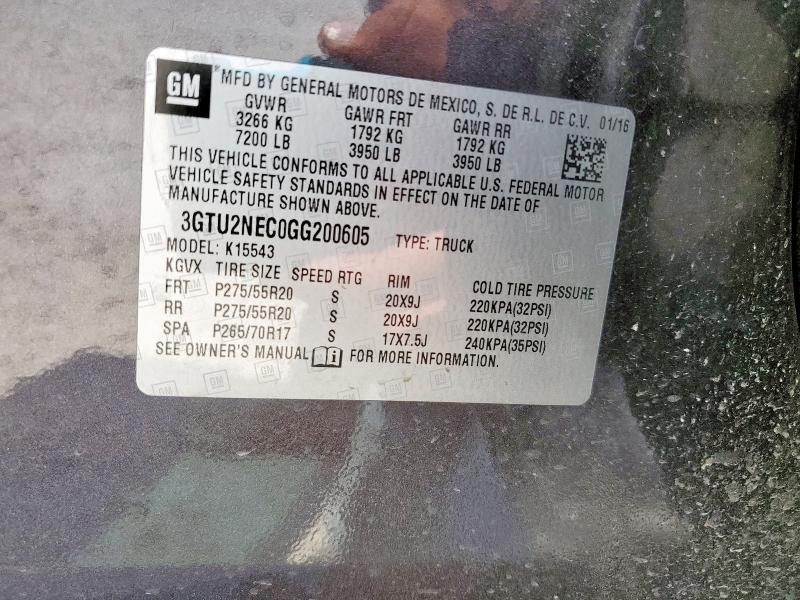 GM
*MFD BY GENERAL MOTORS DE MEXICO, S. DE R.L. DE C.V. 01/16
GVWR GAWR FRT GAWR RR
3266 KG 1792 KG 1792 KG
7200 LB 3950 LB 3950 LB
THIS VEHICLE CONFORMS TO ALL APPLICABLE U.S. FEDERAL MOTOR
VEHICLE SAFETY STANDARDS IN EFFECT ON THE DATE OF
MANUFACTURE SHOWN ABOVE.
3GTU2NEC0GG200605 TYPE: TRUCK
MODEL: K15543
KGVX TIRE SIZE SPEED RTG RIM COLD TIRE PRESSURE
FRT P275/55R20 S 20X9J 220KPA(32PSI)
RR P275/55R20 S 20X9J 220KPA(32PSI)
SPA P265/70R17 S 17X7.5J 240KPA(35PSI)
SEE OWNER'S MANUAL FOR MORE INFORMATION.